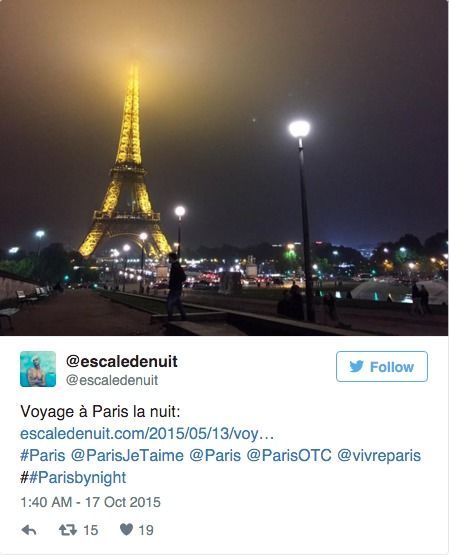 @escaledenuit
@escaledenuit
Follow
Voyage à Paris la nuit:
escaledenuit.com/2015/05/13/voy…
#Paris @ParisJeTaime @Paris @ParisOTC @vivreparis
##Parisbynight
1:40 AM - 17 Oct 2015
15 19